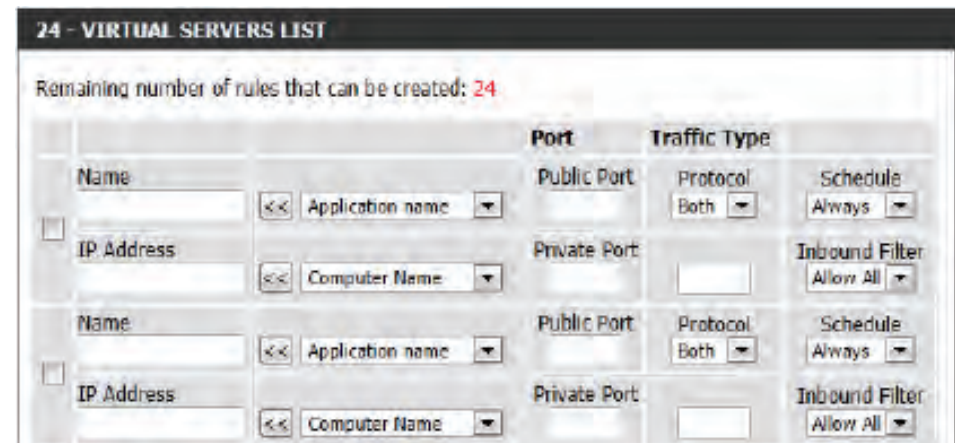 24 - VIRTUAL SERVERS LIST
Remaining number of rules that can be created: 24
Port Traffic Type
Name Public Port Protocol Schedule
<< Application name Both Always
IP Address Private Port Inbound Filter
<< Computer Name Allow All
Name Public Port Protocol Schedule
<< Application name Both Always
IP Address Private Port Inbound Filter
<< Computer Name Allow All